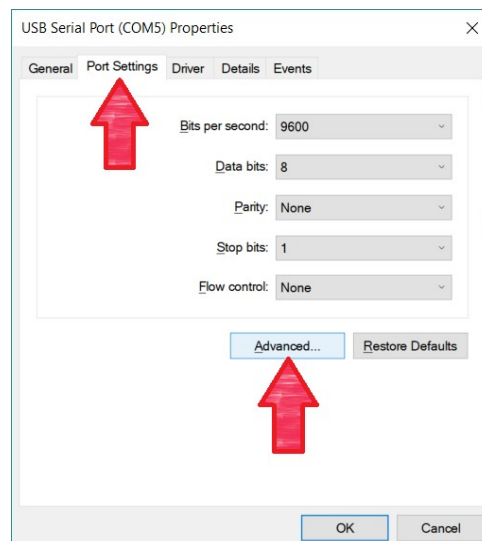 USB Serial Port (COM5) Properties
General Port Settings Driver Details Events
Bits per second: 9600
Data bits: 8
Parity: None
Stop bits: 1
Flow control: None
Advanced... Restore Defaults
OK Cancel